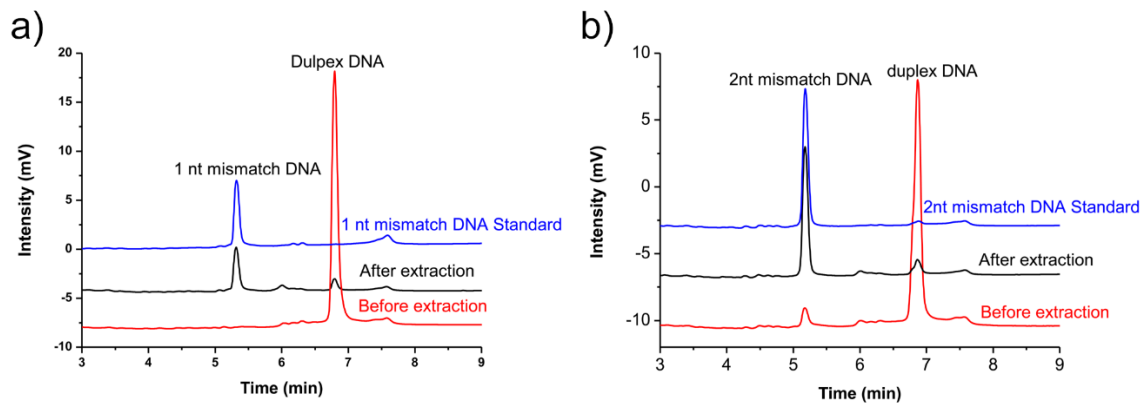 a)
20
15
10
5
0
-5
-10
3 4 5 6 7 8 9
Intensity (mV)
Time (min)
Dulpex DNA
1 nt mismatch DNA
1 nt mismatch DNA Standard
After extraction
Before extraction
b)
10
5
0
-5
-10
3 4 5 6 7 8 9
Intensity (mV)
Time (min)
2nt mismatch DNA
duplex DNA
2nt mismatch DNA Standard
After extraction
Before extraction